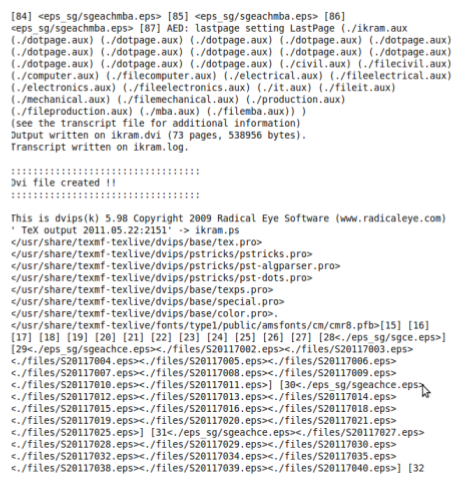 [84] <eps_sg/sgeachmba.eps> [85] <eps_sg/sgeachmba.eps> [86]
<eps_sg/sgeachmba.eps> [87] AED: lastpage setting LastPage (./ikram.aux
(./dotpage.aux) (./dotpage.aux) (./dotpage.aux) (./dotpage.aux) (./dotpage.aux)
(./dotpage.aux) (./dotpage.aux) (./dotpage.aux) (./dotpage.aux) (./dotpage.aux)
(./dotpage.aux) (./dotpage.aux) (./dotpage.aux) (./civil.aux) (./filecivil.aux)
(./computer.aux) (./filecomputer.aux) (./electrical.aux) (./fileelectrical.aux)
(./electronics.aux) (./fileelectronics.aux) (./it.aux) (./fileit.aux)
(./mechanical.aux) (./filemechanical.aux) (./production.aux)
(./fileproduction.aux) (./mba.aux) (./filemba.aux)) )
(see the transcript file for additional information)
Output written on ikram.dvi (73 pages, 538956 bytes).
Transcript written on ikram.log.
::::::::::::::::::::::::::::::::::
Dvi file created !!
::::::::::::::::::::::::::::::::::
This is dvips(k) 5.98 Copyright 2009 Radical Eye Software (www.radicaleye.com)
' TeX output 2011.05.22:2151' -> ikram.ps
</usr/share/texmf-texlive/dvips/base/tex.pro>
</usr/share/texmf-texlive/dvips/pstricks/pstricks.pro>
</usr/share/texmf-texlive/dvips/pstricks/pst-algparser.pro>
</usr/share/texmf-texlive/dvips/pstricks/pst-dots.pro>
</usr/share/texmf-texlive/dvips/base/texps.pro>
</usr/share/texmf-texlive/dvips/base/special.pro>
</usr/share/texmf-texlive/dvips/base/color.pro>.
</usr/share/texmf-texlive/fonts/type1/public/amsfonts/cm/cmr8.pfb>[15] [16]
[17] [18] [19] [20] [21] [22] [23] [24] [25] [26] [27] [28<./eps_sg/sgce.eps>]
[29<./eps_sg/sgeachce.eps><./files/S20117002.eps><./files/S20117003.eps>
<./files/S20117004.eps><./files/S20117005.eps><./files/S20117006.eps>
<./files/S20117007.eps><./files/S20117008.eps><./files/S20117009.eps>
<./files/S20117010.eps><./files/S20117011.eps>] [30<./eps_sg/sgeachce.eps>
<./files/S20117012.eps><./files/S20117013.eps><./files/S20117014.eps>
<./files/S20117015.eps><./files/S20117016.eps><./files/S20117018.eps>
<./files/S20117019.eps><./files/S20117020.eps><./files/S20117021.eps>
<./files/S20117025.eps>] [31<./eps_sg/sgeachce.eps><./files/S20117027.eps>
<./files/S20117028.eps><./files/S20117029.eps><./files/S20117030.eps>
<./files/S20117032.eps><./files/S20117034.eps><./files/S20117035.eps>
<./files/S20117038.eps><./files/S20117039.eps><./files/S20117040.eps>] [32